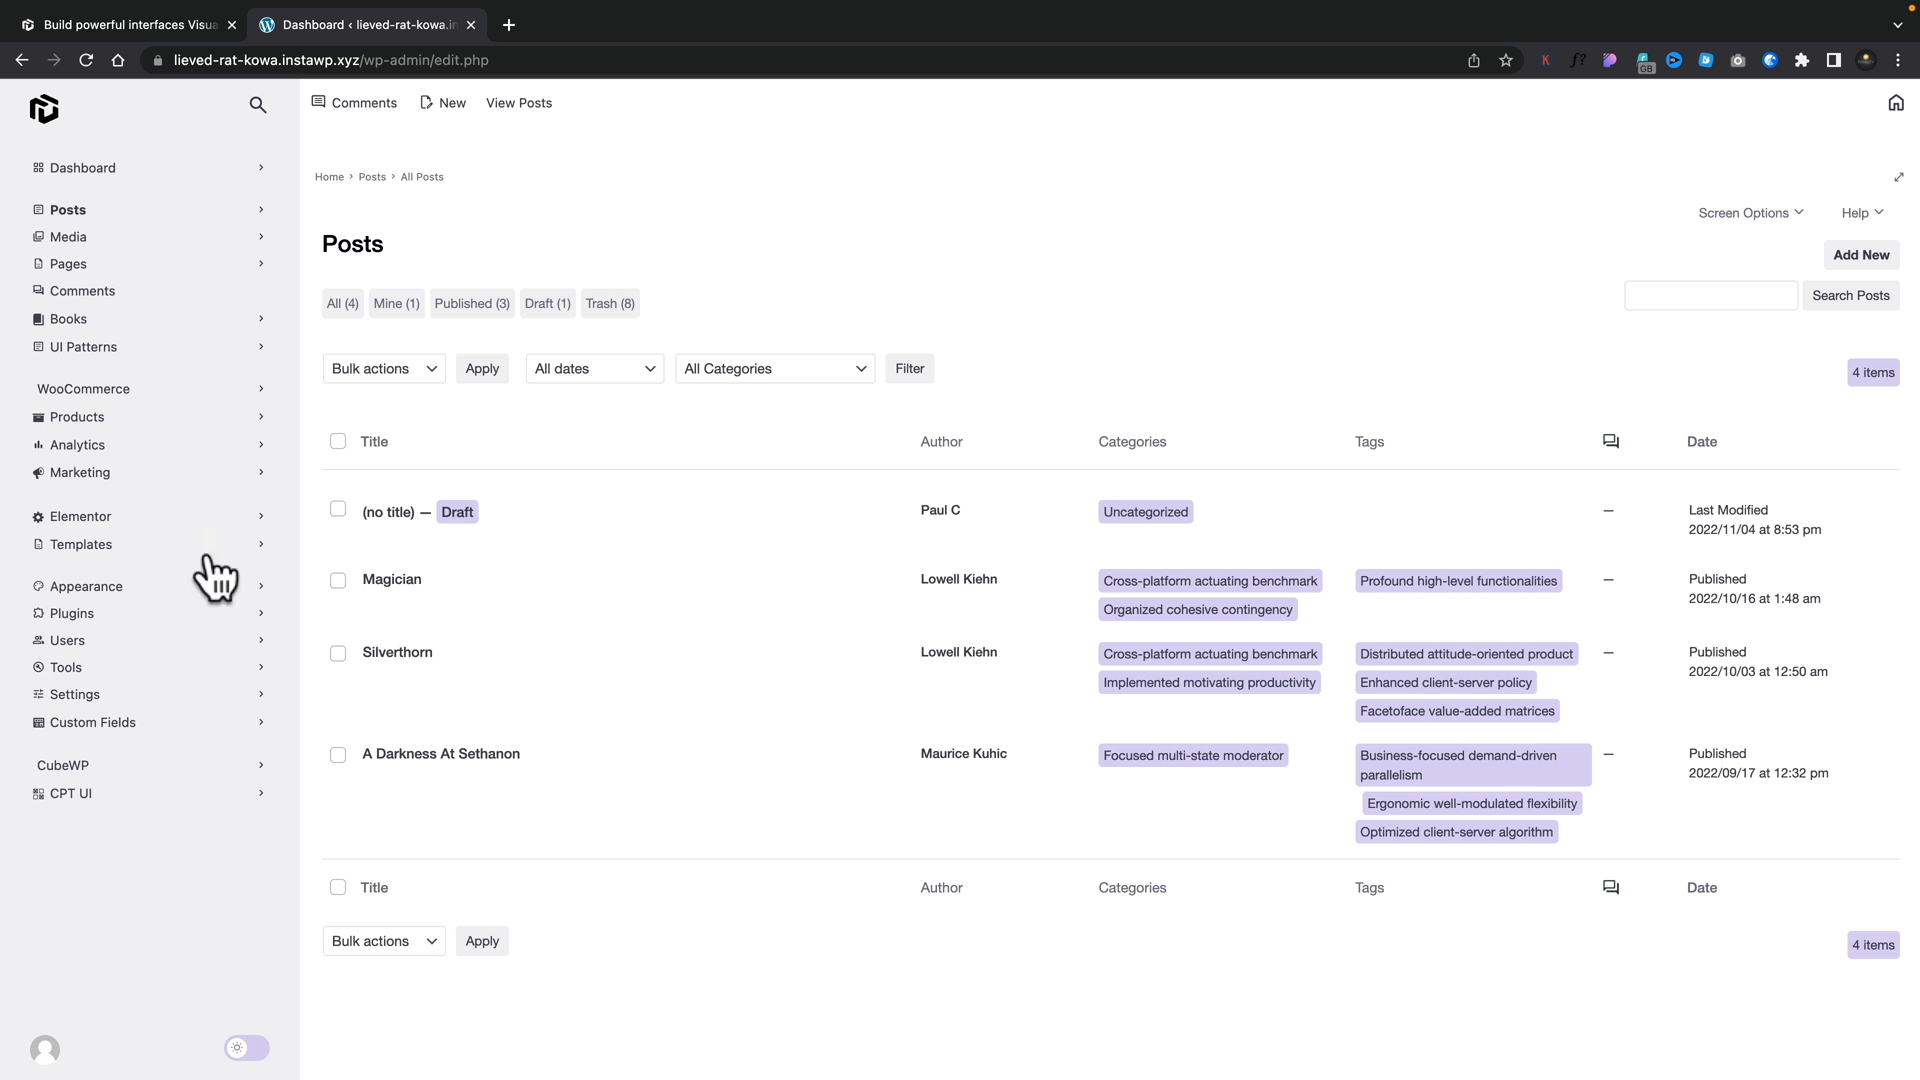 Build powerful interfaces Visua
Dashboard ‹ lieved-rat-kowa.in
lieved-rat-kowa.instawp.xyz/wp-admin/edit.php
K
f?
GB
Comments
New
View Posts
Dashboard
Posts
Media
Pages
Comments
Books
UI Patterns
WooCommerce
Products
Analytics
Marketing
Elementor
Templates
Appearance
Plugins
Users
Tools
Settings
Custom Fields
CubeWP
CPT UI
Home › Posts › All Posts
Screen Options
Help
Posts
Add New
All (4)
Mine (1)
Published (3)
Draft (1)
Trash (8)
Search Posts
Bulk actions
Apply
All dates
All Categories
Filter
4 items
Title
Author
Categories
Tags
Date
(no title) — Draft
Paul C
Uncategorized
—
Last Modified
2022/11/04 at 8:53 pm
Magician
Lowell Kiehn
Cross-platform actuating benchmark
Organized cohesive contingency
Profound high-level functionalities
—
Published
2022/10/16 at 1:48 am
Silverthorn
Lowell Kiehn
Cross-platform actuating benchmark
Implemented motivating productivity
Distributed attitude-oriented product
Enhanced client-server policy
Facetoface value-added matrices
—
Published
2022/10/03 at 12:50 am
A Darkness At Sethanon
Maurice Kuhic
Focused multi-state moderator
Business-focused demand-driven
parallelism
Ergonomic well-modulated flexibility
Optimized client-server algorithm
—
Published
2022/09/17 at 12:32 pm
Title
Author
Categories
Tags
Date
Bulk actions
Apply
4 items